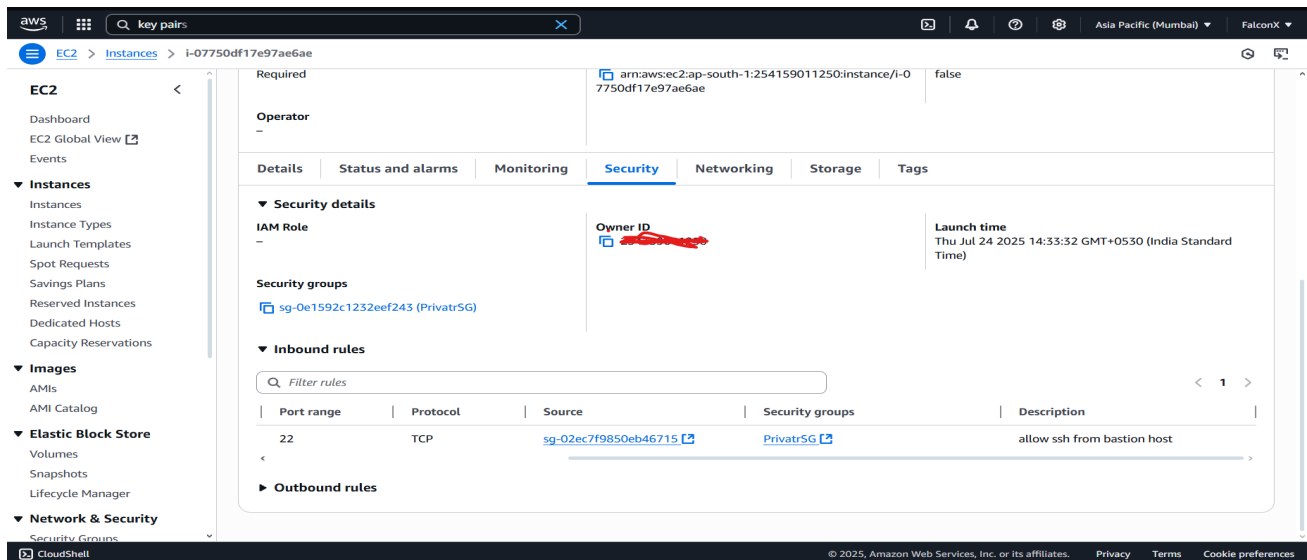 aws
key pairs
Asia Pacific (Mumbai)
FalconX
EC2 > Instances > i-07750df17e97ae6ae
EC2
Dashboard
EC2 Global View
Events
Instances
Instances
Instance Types
Launch Templates
Spot Requests
Savings Plans
Reserved Instances
Dedicated Hosts
Capacity Reservations
Images
AMIs
AMI Catalog
Elastic Block Store
Volumes
Snapshots
Lifecycle Manager
Network & Security
Security Groups
Required
arn:aws:ec2:ap-south-1:254159011250:instance/i-0
7750df17e97ae6ae
false
Operator
–
Details Status and alarms Monitoring Security Networking Storage Tags
Security details
IAM Role
–
Owner ID
Launch time
Thu Jul 24 2025 14:33:32 GMT+0530 (India Standard
Time)
Security groups
sg-0e1592c1232eef243 (PrivatrSG)
Inbound rules
Filter rules
1
Port range Protocol Source Security groups Description
22 TCP sg-02ec7f9850eb46715 PrivatrSG allow ssh from bastion host
Outbound rules
CloudShell
© 2025, Amazon Web Services, Inc. or its affiliates. Privacy Terms Cookie preferences